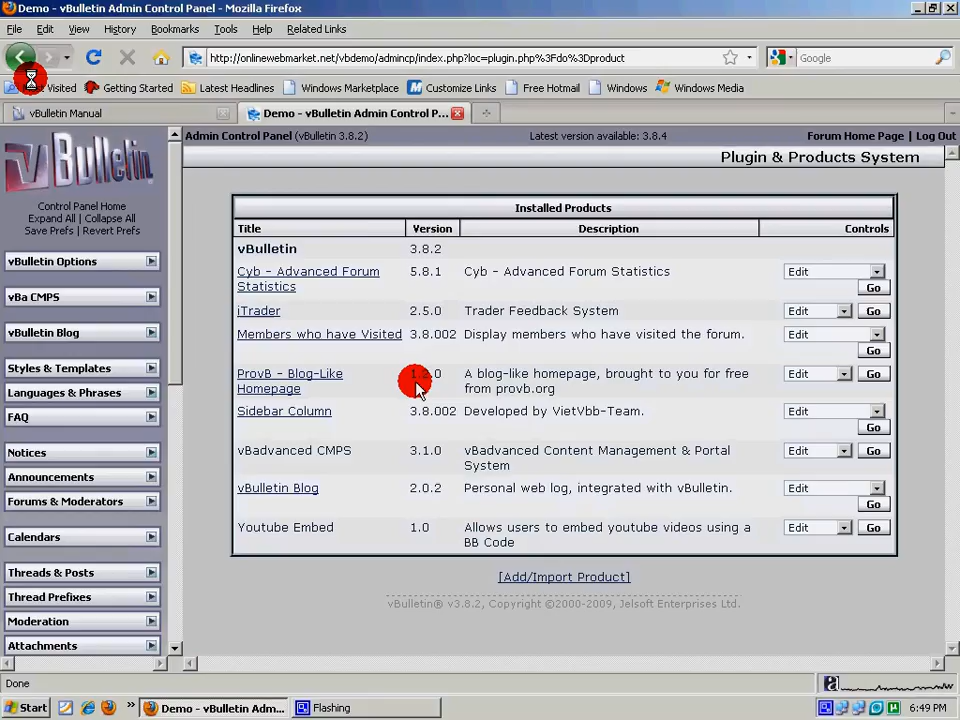 Demo - vBulletin Admin Control Panel - Mozilla Firefox
File Edit View History Bookmarks Tools Help Related Links
http://onlinewebmarket.net/vbdemo/admincp/index.php?loc=plugin.php%3Fdo%3Dproduct
Google
Visited Getting Started Latest Headlines Windows Marketplace Customize Links Free Hotmail Windows Windows Media
vBulletin Manual Demo - vBulletin Admin Control P...
Admin Control Panel (vBulletin 3.8.2) Latest version available: 3.8.4 Forum Home Page | Log Out
vBulletin
Control Panel Home
Expand All | Collapse All
Save Prefs | Revert Prefs
vBulletin Options
vBa CMPS
vBulletin Blog
Styles & Templates
Languages & Phrases
FAQ
Notices
Announcements
Forums & Moderators
Calendars
Threads & Posts
Thread Prefixes
Moderation
Attachments
Plugin & Products System
Installed Products
Title Version Description Controls
vBulletin 3.8.2
Cyb - Advanced Forum Statistics 5.8.1 Cyb - Advanced Forum Statistics Edit
Go
iTrader 2.5.0 Trader Feedback System Edit Go
Members who have Visited 3.8.002 Display members who have visited the forum. Edit
Go
ProvB - Blog-Like 1.2.0 A blog-like homepage, brought to you for free Edit Go
Homepage from provb.org
Sidebar Column 3.8.002 Developed by VietVbb-Team. Edit
Go
vBadvanced CMPS 3.1.0 vBadvanced Content Management & Portal Edit Go
System
vBulletin Blog 2.0.2 Personal web log, integrated with vBulletin. Edit
Go
Youtube Embed 1.0 Allows users to embed youtube videos using a Edit Go
BB Code
[Add/Import Product]
vBulletin® v3.8.2, Copyright ©2000-2009, Jelsoft Enterprises Ltd.
Done
Start Demo - vBulletin Adm... Flashing 6:49 PM